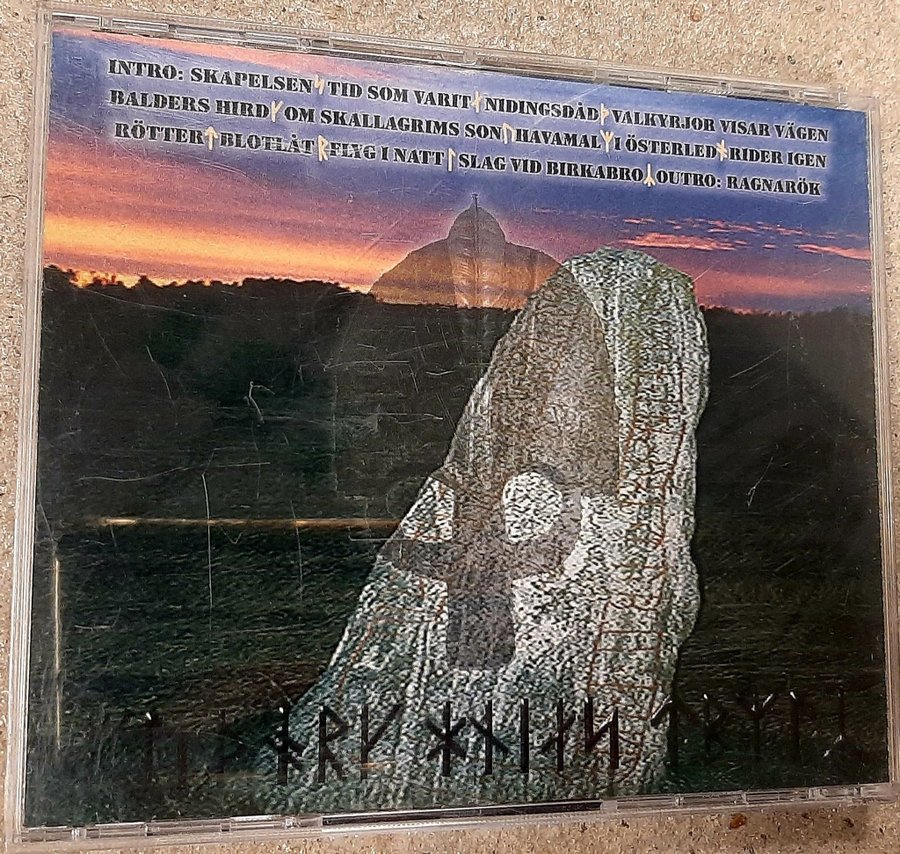 INTRO: SKAPELSEN ᛋ TID SOM VARIT ᚾ NIDINGSDÅD ᚦ VALKYRJOR VISAR VÄGEN
BALDERS HIRD ᚴ OM SKALLAGRIMS SON ᚢ HAVAMAL ᛘ I ÖSTERLED RIDER IGEN
RÖTTER ᛏ BLOTLÅT ᚱ FLYG I NATT ᛚ SLAG VID BIRKABRO ᛦ OUTRO: RAGNARÖK